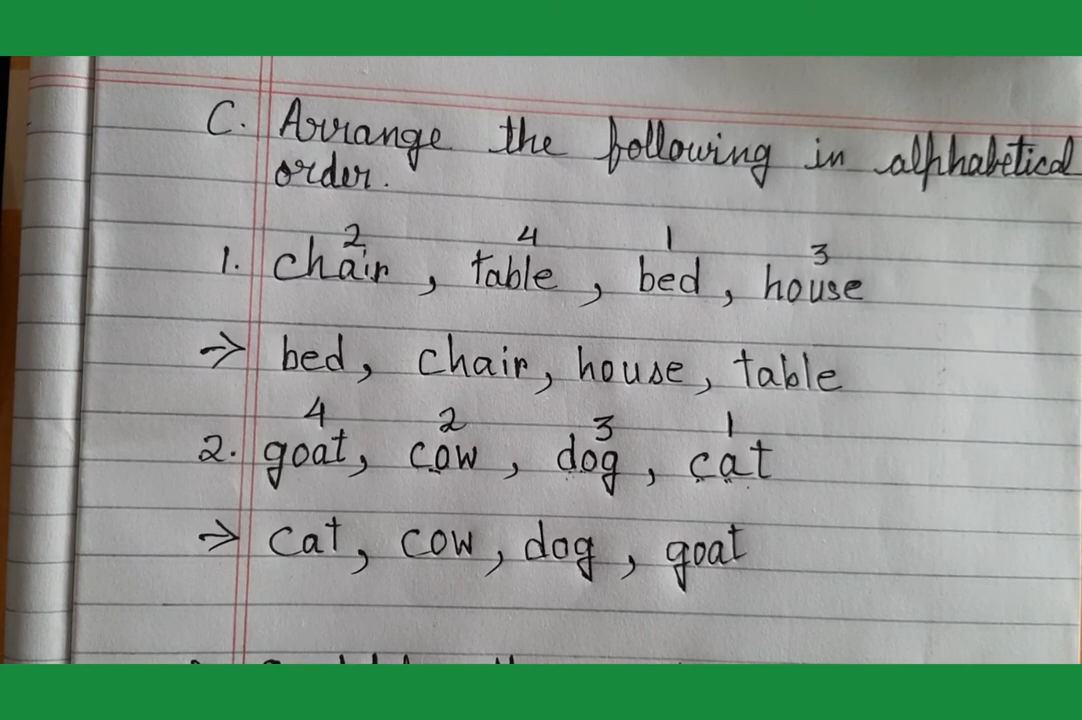 C. Arrange the following in alphabetical
order.
2 4 1 3
1. chair, table, bed, house
→ bed, chair, house, table
4 2 3 1
2. goat, cow, dog, cat
→ cat, cow, dog, goat